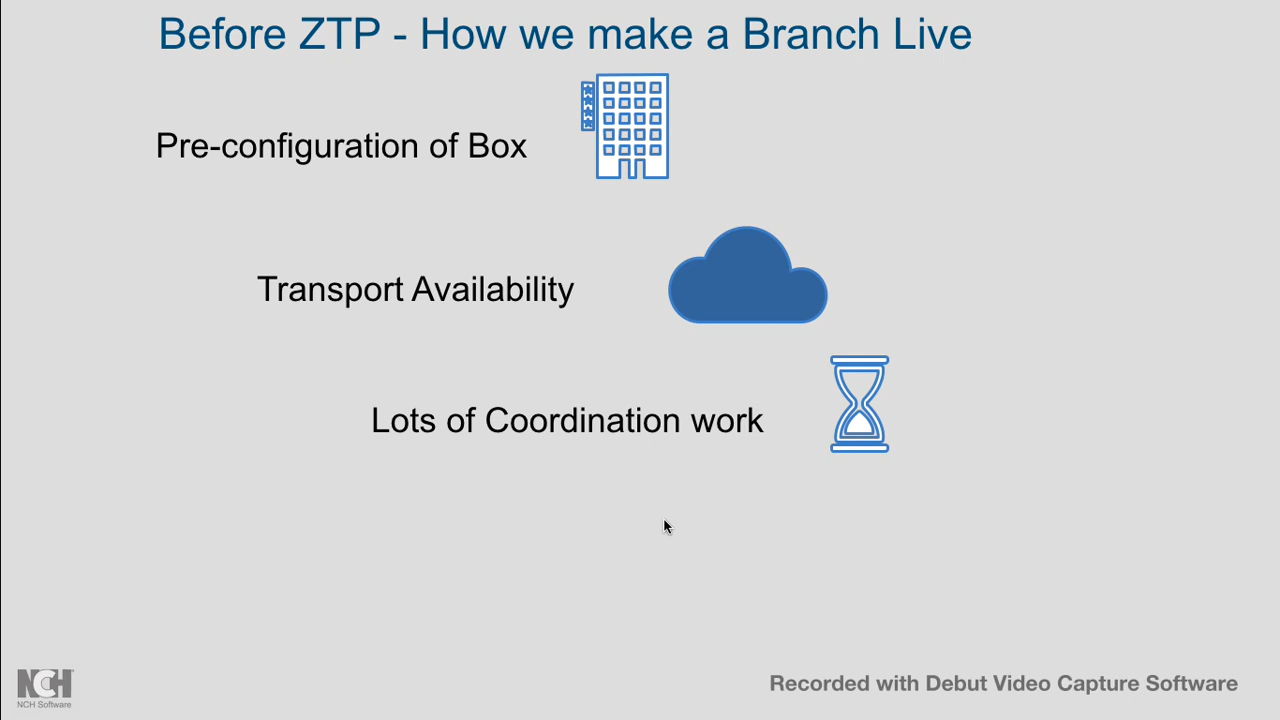 Before ZTP - How we make a Branch Live
Pre-configuration of Box
Transport Availability
Lots of Coordination work
NCH
NCH Software
Recorded with Debut Video Capture Software